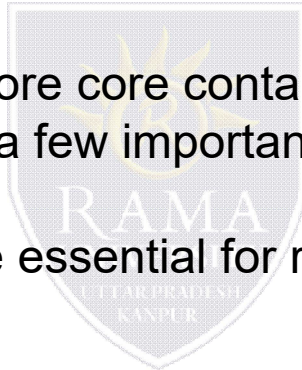 ore core conta
a few importan
RAMA
e essential for r
UTTAR PRADESH
KANPUR